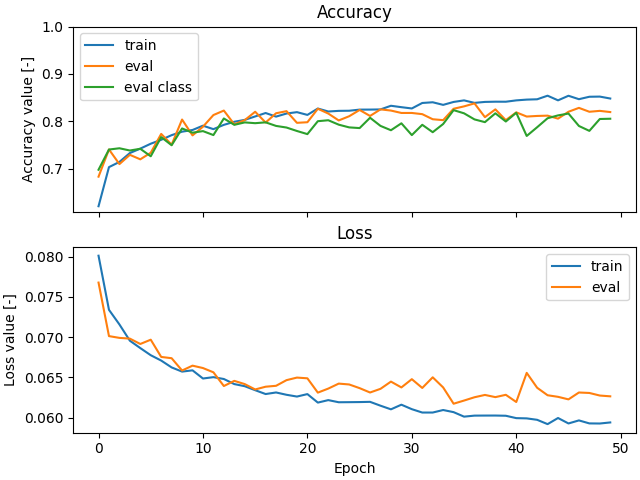 Accuracy
1.0
0.9
0.8
0.7
Accuracy value [-]
train
eval
eval class
Loss
0.080
0.075
0.070
0.065
0.060
Loss value [-]
train
eval
0 10 20 30 40 50
Epoch